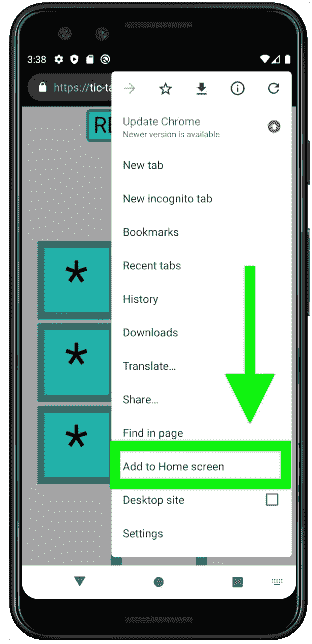 3:38
https://tic-ta
RE
Update Chrome
Newer version is available
New tab
New incognito tab
Bookmarks
Recent tabs
History
Downloads
Translate...
Share...
Find in page
Add to Home screen
Desktop site
Settings
*
*
*